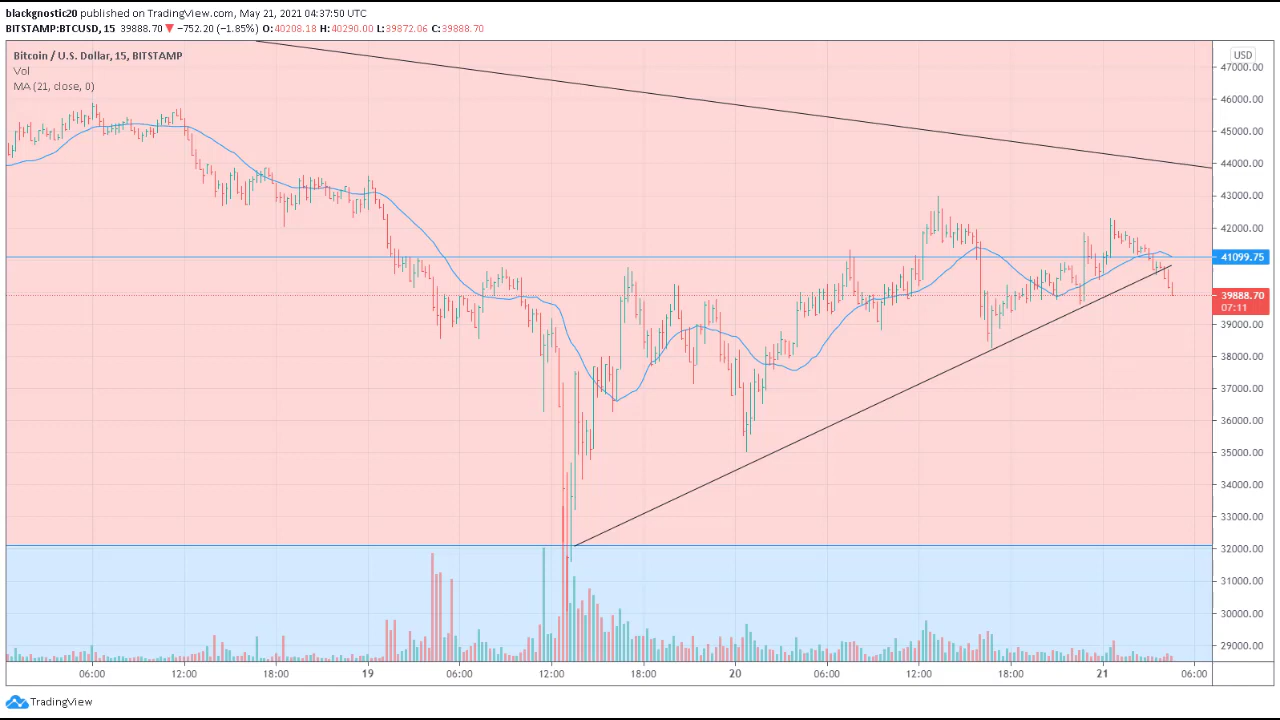 blackgnostic20 published on TradingView.com, May 21, 2021 04:37:50 UTC
BITSTAMP:BTCUSD, 15 39888.70 ▼ −752.20 (−1.85%) O:40208.18 H:40290.00 L:39872.06 C:39888.70
Bitcoin / U.S. Dollar, 15, BITSTAMP
Vol
MA (21, close, 0)
USD
47000.00
46000.00
45000.00
44000.00
43000.00
42000.00
41099.75
39888.70
07:11
39000.00
38000.00
37000.00
36000.00
35000.00
34000.00
33000.00
32000.00
31000.00
30000.00
29000.00
06:00 12:00 18:00 19 06:00 12:00 18:00 20 06:00 12:00 18:00 21 06:00
TradingView